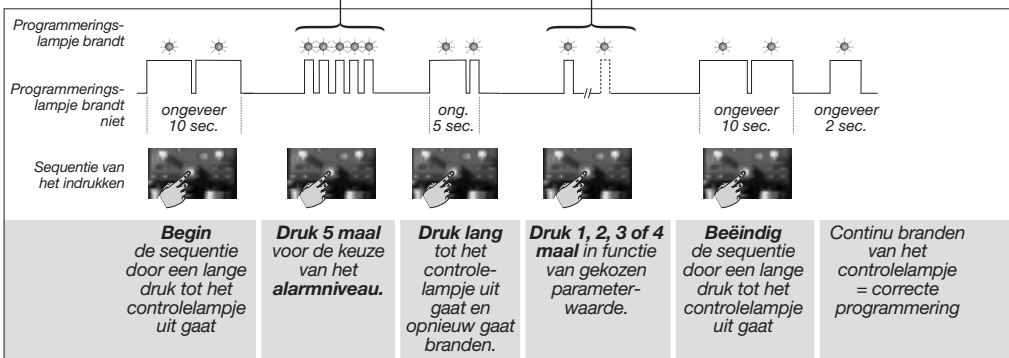 Programmerings-
lampje brandt
Programmerings-
lampje brandt
niet
ongeveer
10 sec.
ong.
5 sec.
ongeveer
10 sec.
ongeveer
2 sec.
Sequentie van
het indrukken
Begin
de sequentie
door een lange
druk tot het
controlelampje
uit gaat
Druk 5 maal
voor de keuze
van het
alarmniveau.
Druk lang
tot het
controle-
lampje uit
gaat en
opnieuw gaat
branden.
Druk 1, 2, 3 of 4
maal in functie
van gekozen
parameter-
waarde.
Beëindig
de sequentie
door een lange
druk tot het
controlelampje
uit gaat
Continu branden
van het
controlelampje
= correcte
programmering